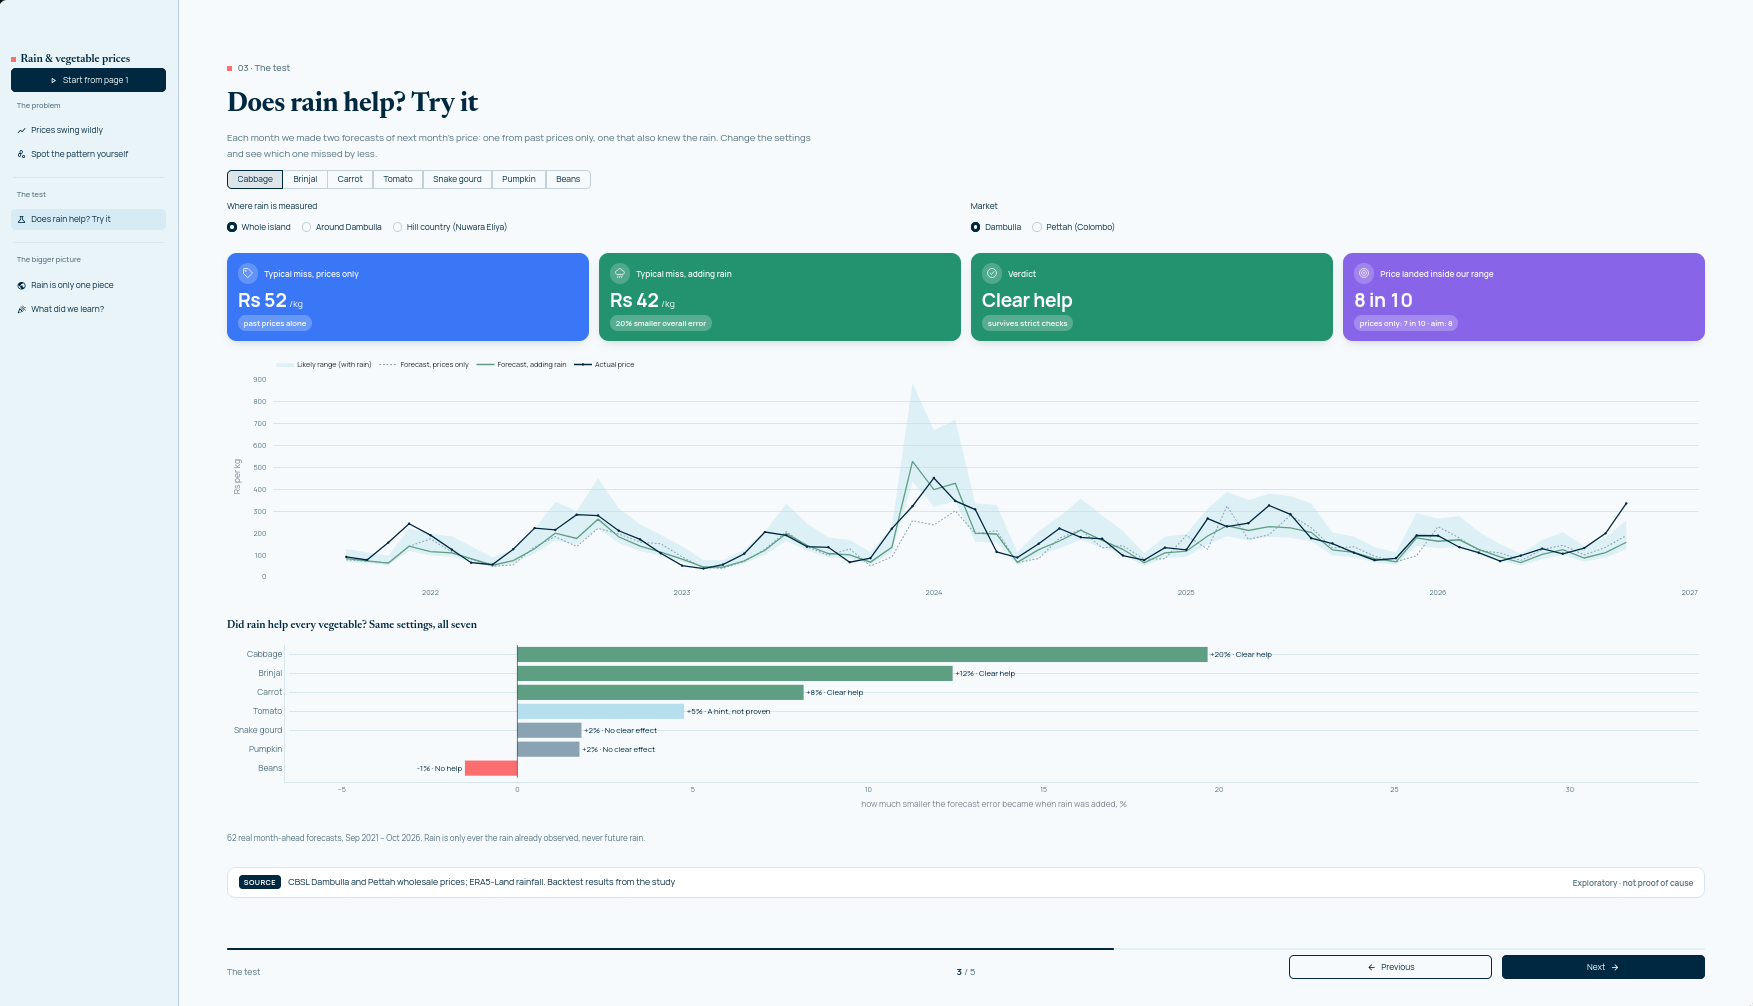 Rain & vegetable prices
Start from page 1
The problem
Prices swing wildly
Spot the pattern yourself
The test
Does rain help? Try it
The bigger picture
Rain is only one piece
What did we learn?
03 · The test
Does rain help? Try it
Each month we made two forecasts of next month's price: one from past prices only, one that also knew the rain. Change the settings
and see which one missed by less.
Cabbage Brinjal Carrot Tomato Snake gourd Pumpkin Beans
Where rain is measured
Whole island Around Dambulla Hill country (Nuwara Eliya)
Market
Dambulla Pettah (Colombo)
Typical miss, prices only
Rs 52 /kg
past prices alone
Typical miss, adding rain
Rs 42 /kg
20% smaller overall error
Verdict
Clear help
survives strict checks
Price landed inside our range
8 in 10
prices only: 7 in 10 · aim: 8
Likely range (with rain) Forecast, prices only Forecast, adding rain Actual price
900
800
700
600
500
400
300
200
100
0
Rs per kg
2022 2023 2024 2025 2026 2027
Did rain help every vegetable? Same settings, all seven
Cabbage +20% · Clear help
Brinjal +12% · Clear help
Carrot +8% · Clear help
Tomato +5% · A hint, not proven
Snake gourd +2% · No clear effect
Pumpkin +2% · No clear effect
Beans -1% · No help
−5 0 5 10 15 20 25 30
how much smaller the forecast error became when rain was added, %
62 real month-ahead forecasts, Sep 2021 – Oct 2026. Rain is only ever the rain already observed, never future rain.
SOURCE CBSL Dambulla and Pettah wholesale prices; ERA5-Land rainfall. Backtest results from the study
Exploratory · not proof of cause
The test
3 / 5
← Previous
Next →